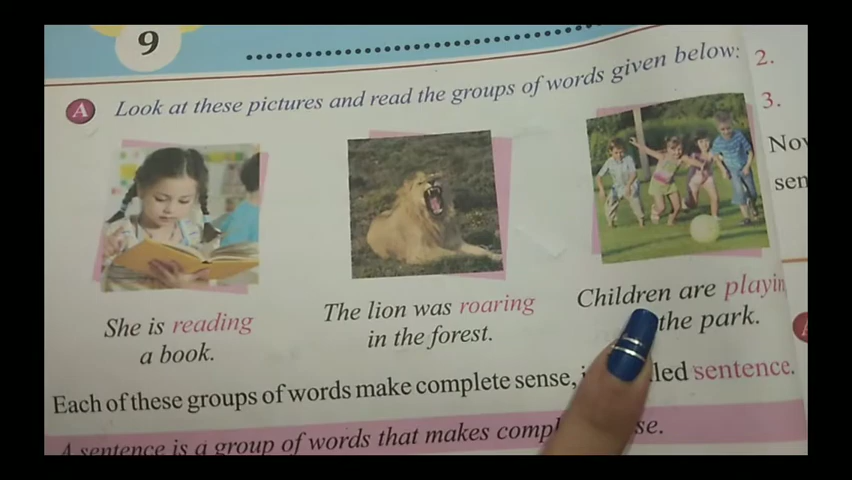 9
A Look at these pictures and read the groups of words given below:
She is reading
a book.
The lion was roaring
in the forest.
Children are playin
the park.
Each of these groups of words make complete sense, led sentence.
A sentence is a group of words that makes comp se.
2.
3.
Nov
sen